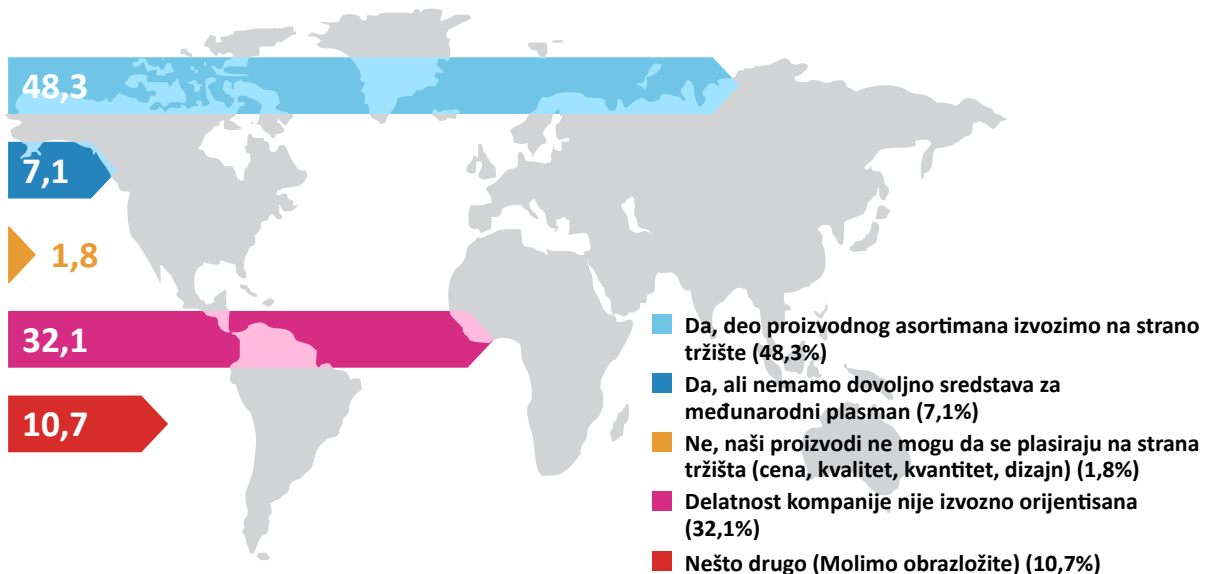 48,3
7,1
1,8
32,1
10,7
Da, deo proizvodnog asortimana izvozimo na strano
tržište (48,3%)
Da, ali nemamo dovoljno sredstava za
međunarodni plasman (7,1%)
Ne, naši proizvodi ne mogu da se plasiraju na strana
tržišta (cena, kvalitet, kvantitet, dizajn) (1,8%)
Delatnost kompanije nije izvozno orijentisana
(32,1%)
Nešto drugo (Molimo obrazložite) (10,7%)